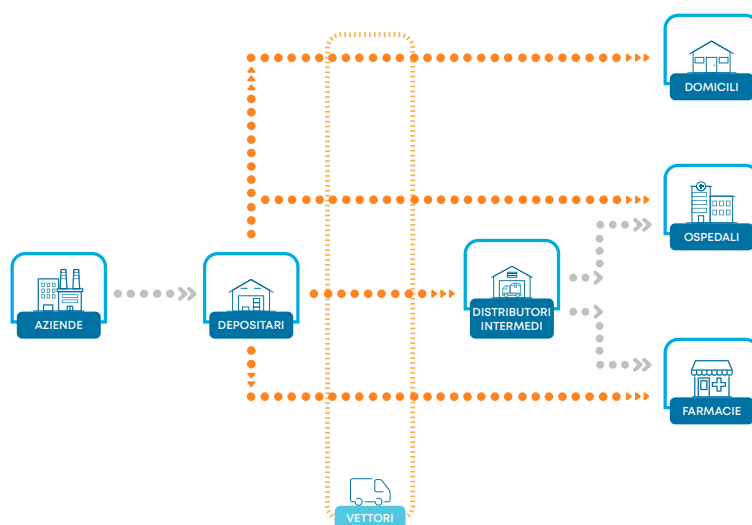 DOMICILI
OSPEDALI
AZIENDE
DEPOSITARI
DISTRIBUTORI
INTERMEDI
FARMACIE
VETTORI